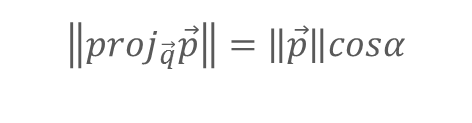 ‖proj_q⃗ p⃗‖ = ‖p⃗‖cosα